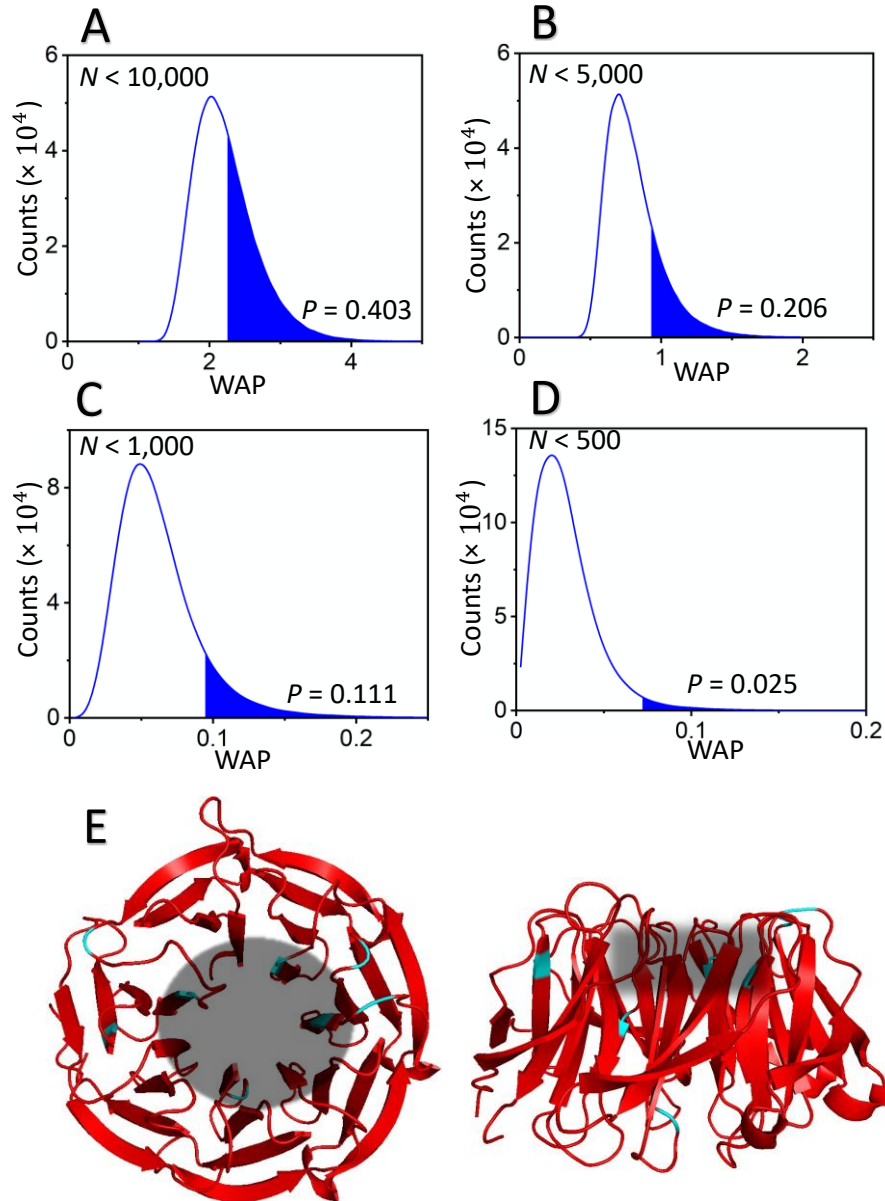 A
N < 10,000
6
4
2
0
Counts (× 10⁴)
P = 0.403
0
2
4
WAP
B
N < 5,000
6
4
2
0
Counts (× 10⁴)
P = 0.206
0
1
2
WAP
C
N < 1,000
8
4
0
Counts (× 10⁴)
P = 0.111
0
0.1
0.2
WAP
D
N < 500
15
10
5
0
Counts (× 10⁴)
P = 0.025
0
0.1
0.2
WAP
E